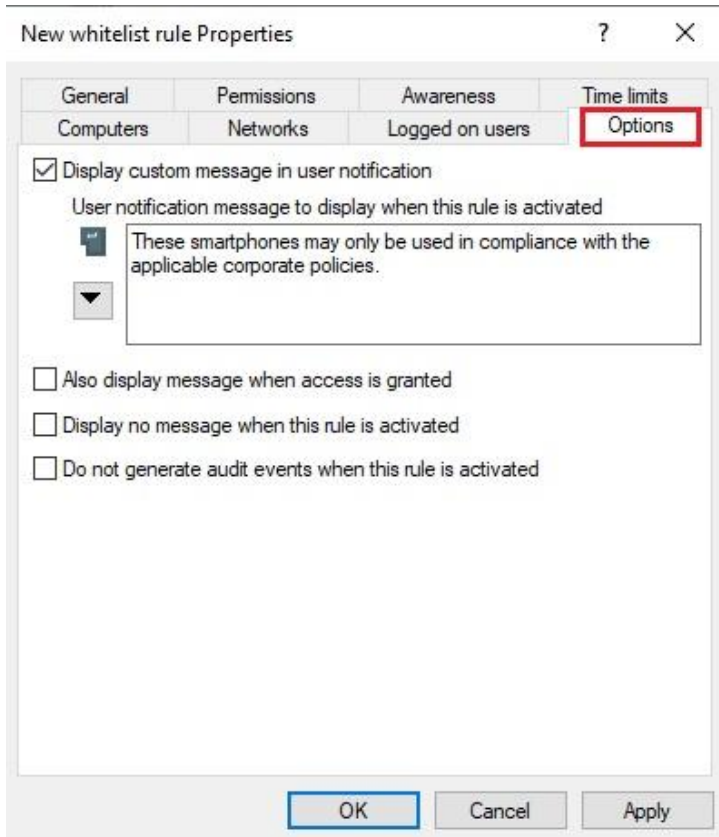 New whitelist rule Properties ?
General Permissions Awareness Time limits
Computers Networks Logged on users Options
Display custom message in user notification
User notification message to display when this rule is activated
These smartphones may only be used in compliance with the
applicable corporate policies.
Also display message when access is granted
Display no message when this rule is activated
Do not generate audit events when this rule is activated
OK Cancel Apply